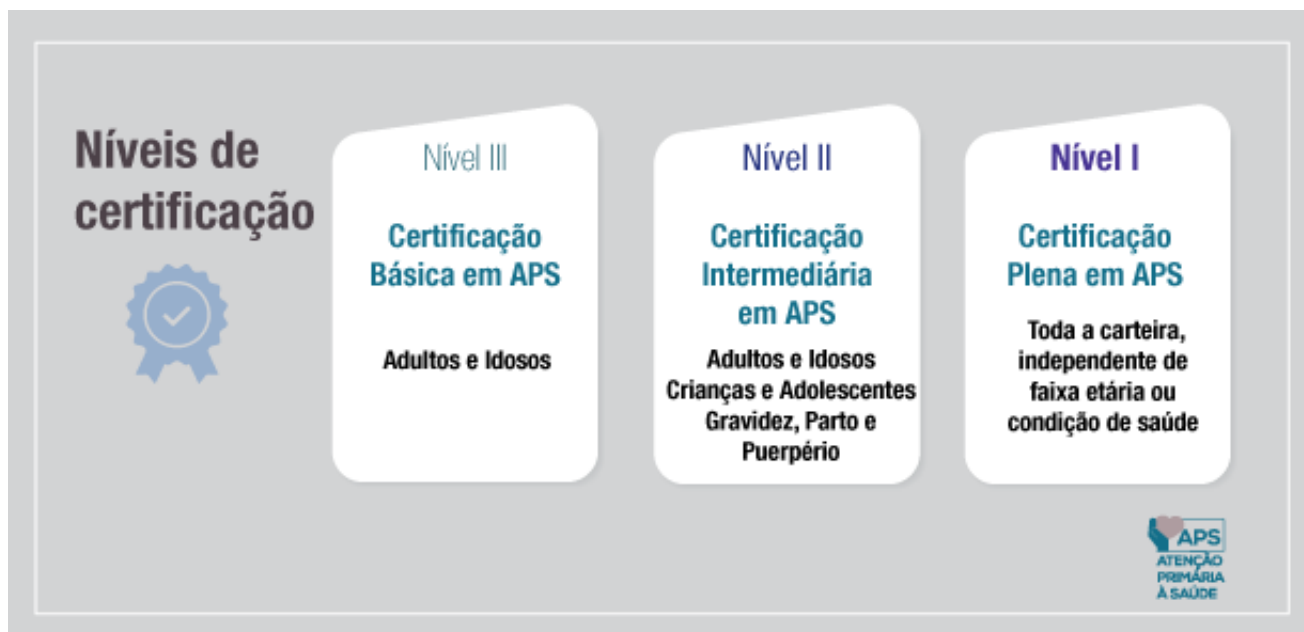 Níveis de
certificação
Nível III
Certificação
Básica em APS
Adultos e Idosos
Nível II
Certificação
Intermediária
em APS
Adultos e Idosos
Crianças e Adolescentes
Gravidez, Parto e
Puerpério
Nível I
Certificação
Plena em APS
Toda a carteira,
independente de
faixa etária ou
condição de saúde
APS
ATENÇÃO
PRIMÁRIA
À SAÚDE